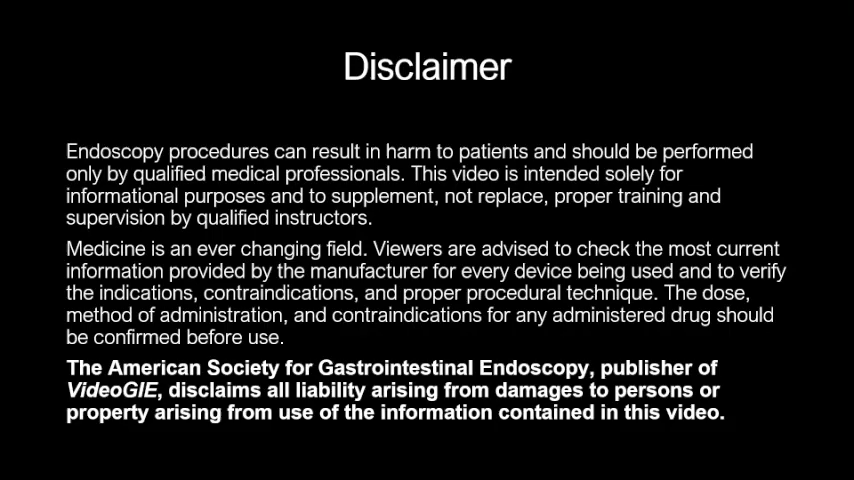 Disclaimer
Endoscopy procedures can result in harm to patients and should be performed
only by qualified medical professionals. This video is intended solely for
informational purposes and to supplement, not replace, proper training and
supervision by qualified instructors.
Medicine is an ever changing field. Viewers are advised to check the most current
information provided by the manufacturer for every device being used and to verify
the indications, contraindications, and proper procedural technique. The dose,
method of administration, and contraindications for any administered drug should
be confirmed before use.
The American Society for Gastrointestinal Endoscopy, publisher of
VideoGIE, disclaims all liability arising from damages to persons or
property arising from use of the information contained in this video.